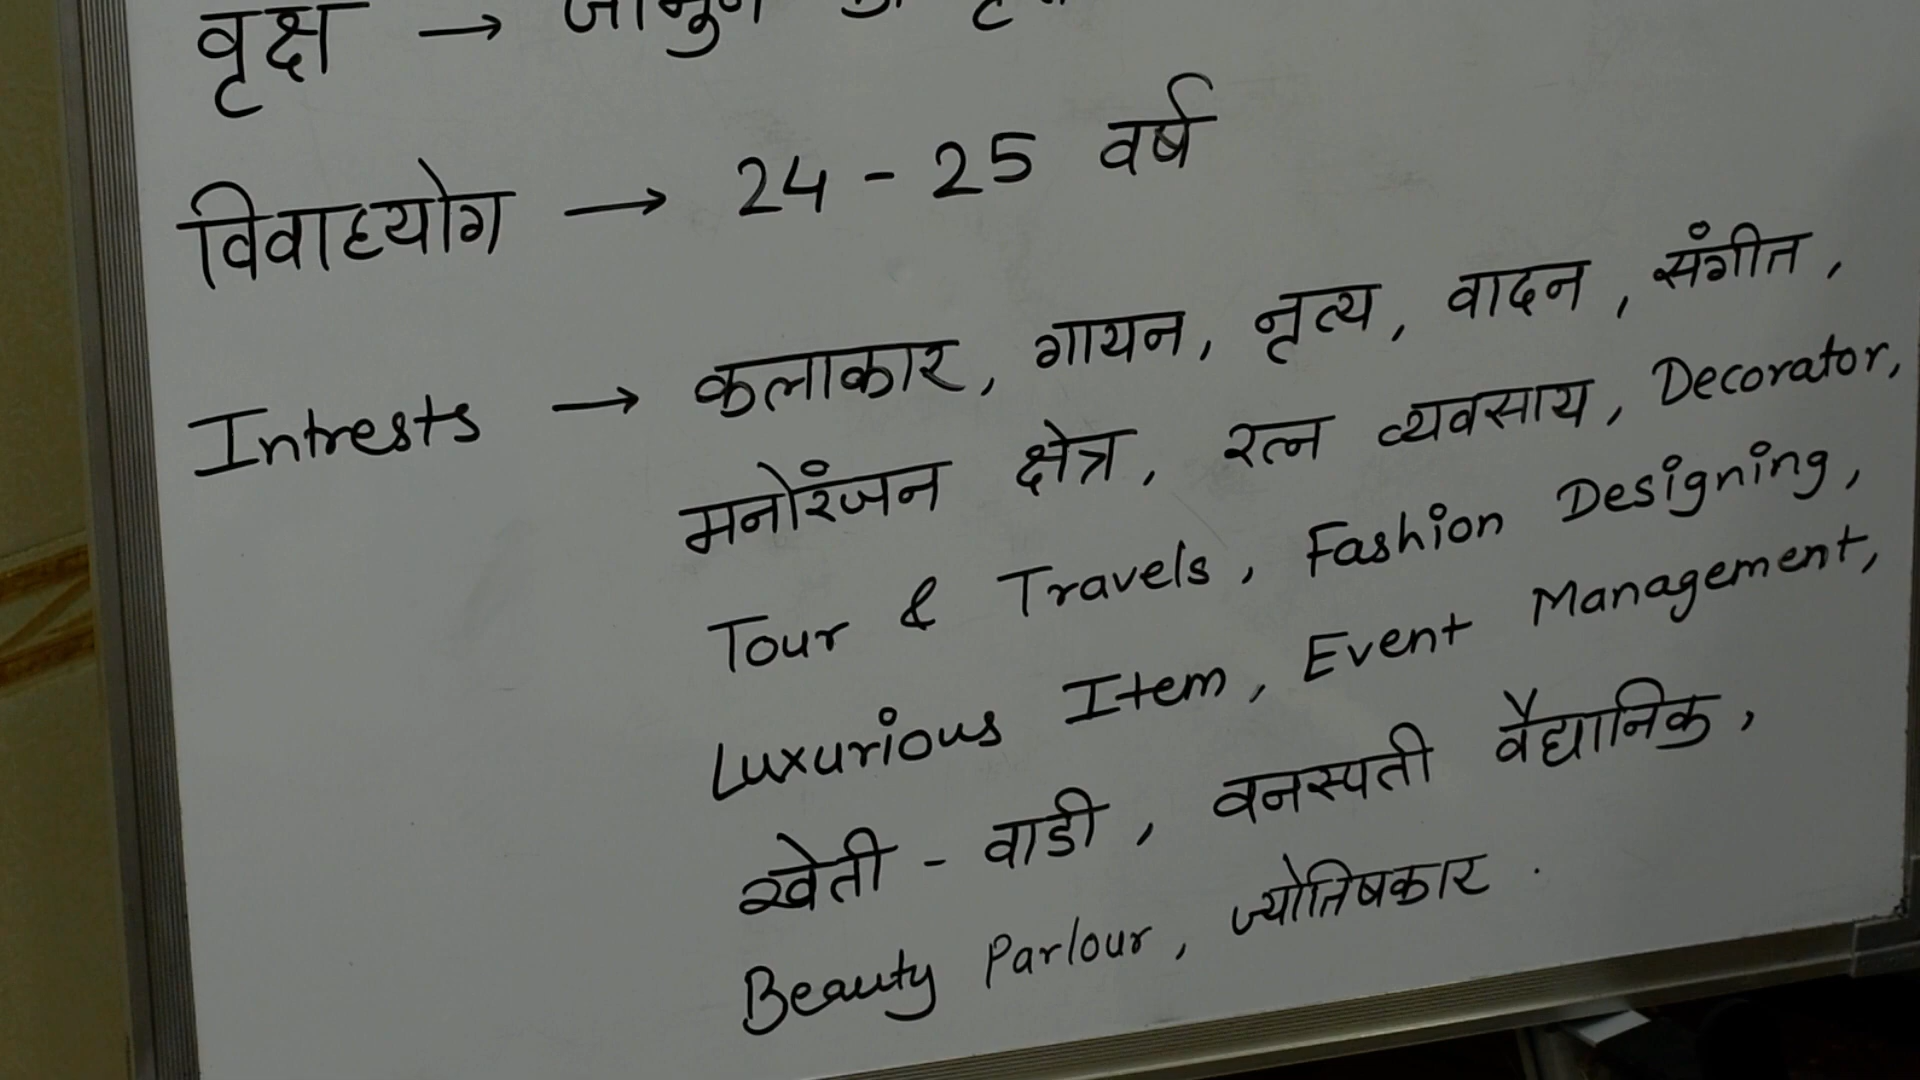 वृक्ष →
विवाहयोग → 24 - 25 वर्ष
Intrests → कलाकार, गायन, नृत्य, वादन, संगीत,
मनोरंजन क्षेत्र, रत्न व्यवसाय, Decorator,
Tour & Travels, Fashion Designing,
Luxurious Item, Event Management,
खेती - वाडी, वनस्पती वैद्यानिक,
Beauty Parlour, ज्योतिषकार.